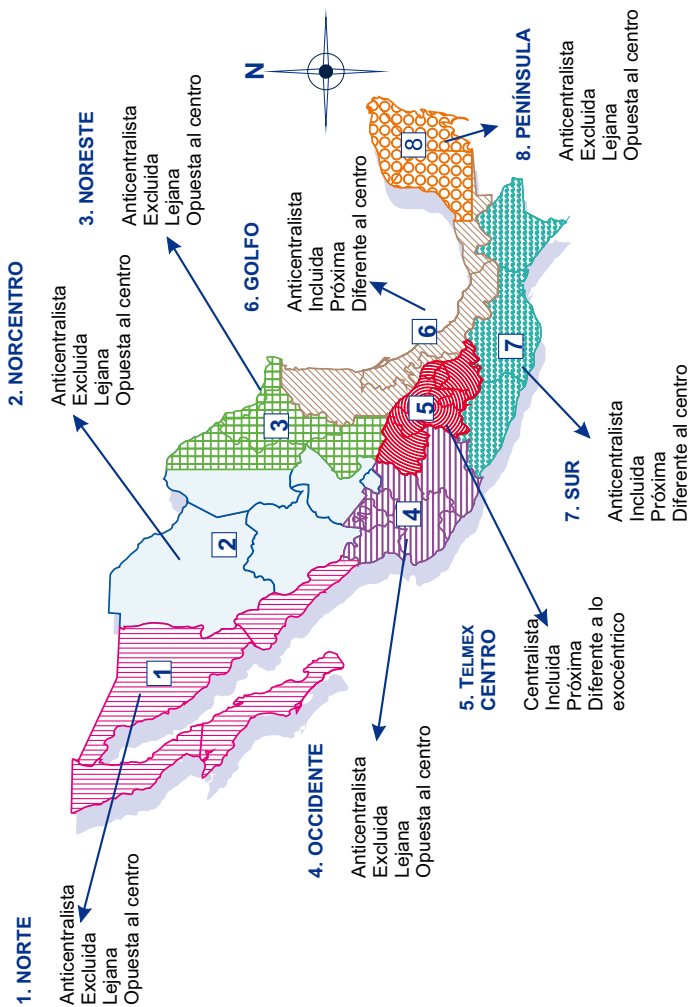 1. NORTE
Anticentralista
Excluida
Lejana
Opuesta al centro
2. NORCENTRO
Anticentralista
Excluida
Lejana
Opuesta al centro
3. NORESTE
Anticentralista
Excluida
Lejana
Opuesta al centro
6. GOLFO
Anticentralista
Incluida
Próxima
Diferente al centro
N
1
2
3
4
5
6
7
8
4. OCCIDENTE
Anticentralista
Excluida
Lejana
Opuesta al centro
5. TELMEX
CENTRO
Centralista
Incluida
Próxima
Diferente a lo
exocéntrico
7. SUR
Anticentralista
Incluida
Próxima
Diferente al centro
8. PENÍNSULA
Anticentralista
Excluida
Lejana
Opuesta al centro